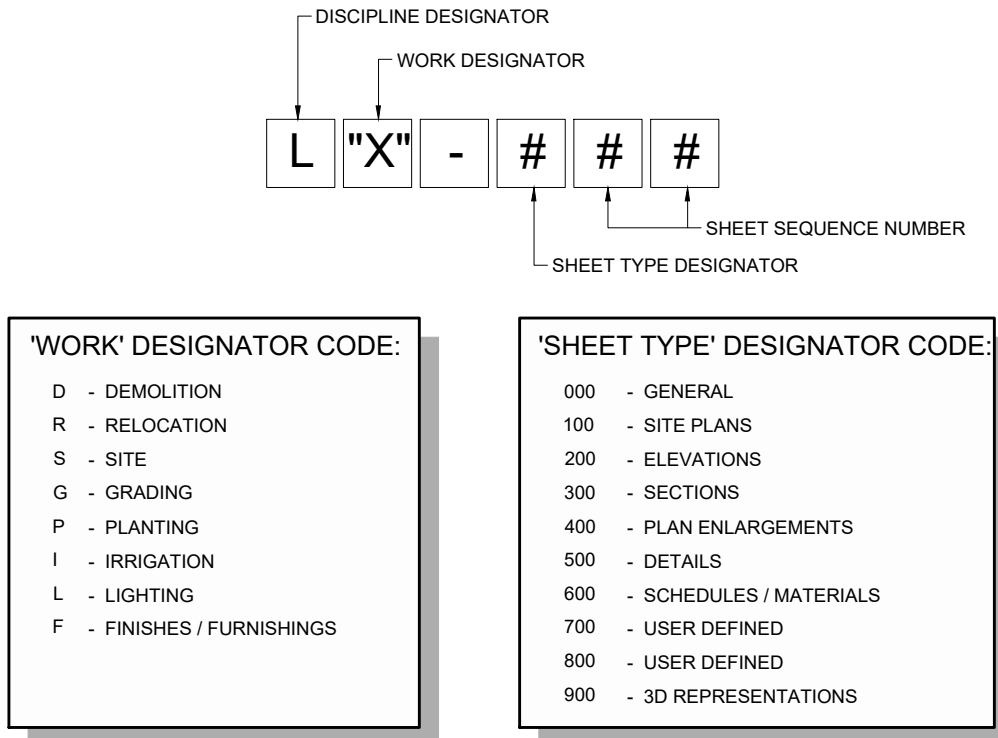 DISCIPLINE DESIGNATOR
WORK DESIGNATOR
L "X" - # # #
SHEET SEQUENCE NUMBER
SHEET TYPE DESIGNATOR
'WORK' DESIGNATOR CODE:
D - DEMOLITION
R - RELOCATION
S - SITE
G - GRADING
P - PLANTING
I - IRRIGATION
L - LIGHTING
F - FINISHES / FURNISHINGS
'SHEET TYPE' DESIGNATOR CODE:
000 - GENERAL
100 - SITE PLANS
200 - ELEVATIONS
300 - SECTIONS
400 - PLAN ENLARGEMENTS
500 - DETAILS
600 - SCHEDULES / MATERIALS
700 - USER DEFINED
800 - USER DEFINED
900 - 3D REPRESENTATIONS